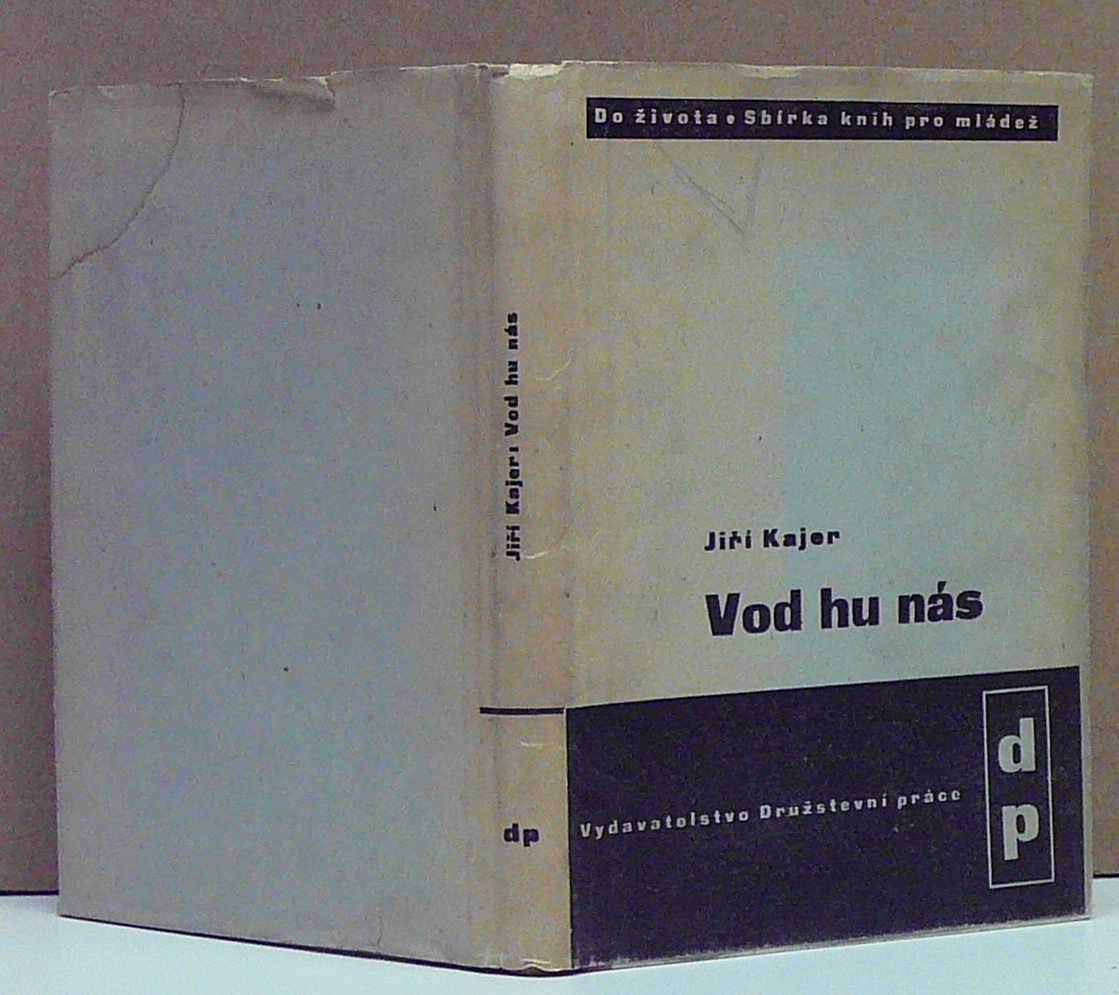 Do života • Sbírka knih pro mládež
Jiří Kajer
Vod hu nás
Vydavatelstvo Družstevní práce
d
p
Jiří Kajer: Vod hu nás
dp